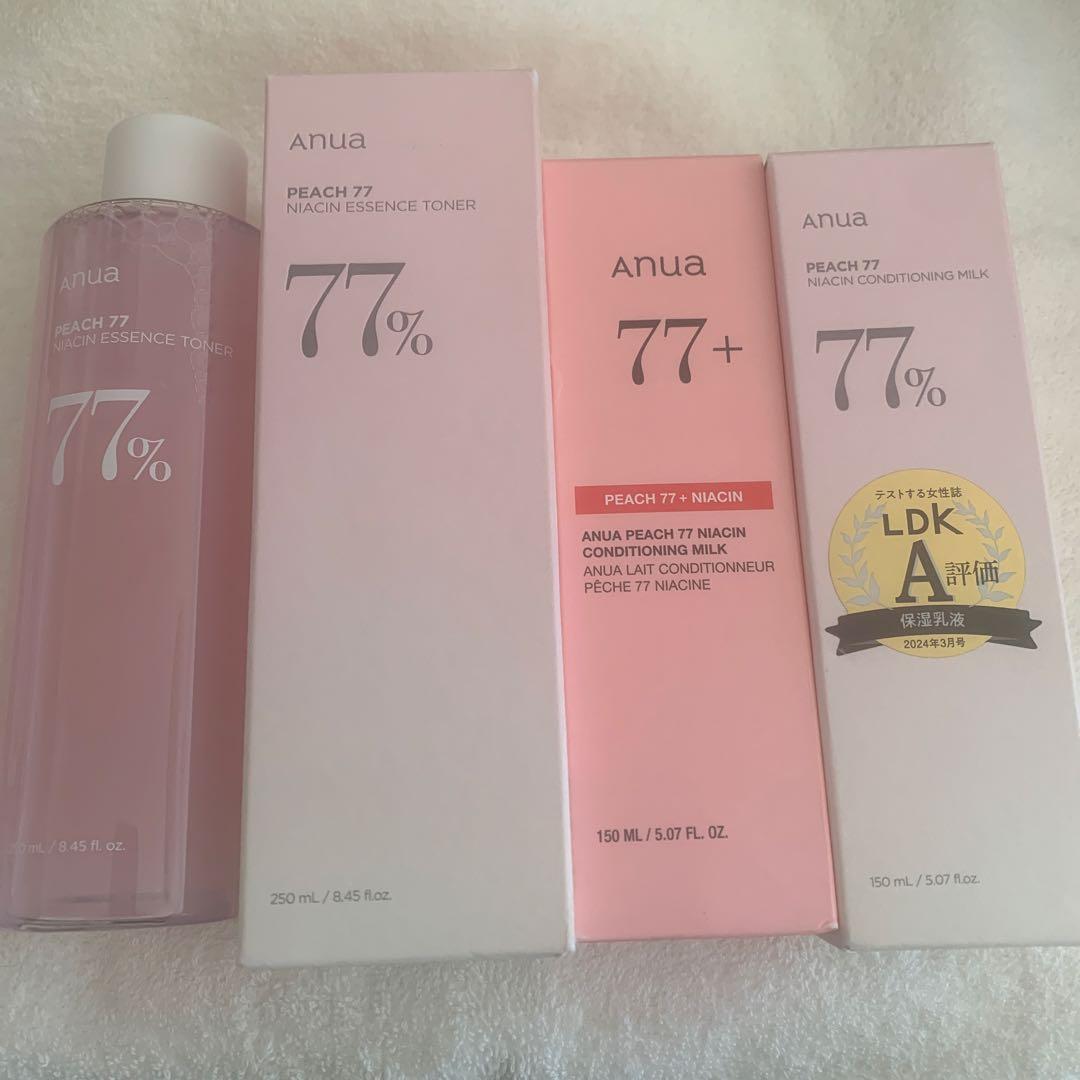 Anua
PEACH 77
NIACIN ESSENCE TONER
77%
mL / 8.45 fl. oz.
Anua
PEACH 77
NIACIN ESSENCE TONER
77%
250 mL / 8.45 fl.oz.
Anua
77+
PEACH 77 + NIACIN
ANUA PEACH 77 NIACIN
CONDITIONING MILK
ANUA LAIT CONDITIONNEUR
PÊCHE 77 NIACINE
150 ML / 5.07 FL. OZ.
Anua
PEACH 77
NIACIN CONDITIONING MILK
77%
テストする女性誌
LDK
A評価
保湿乳液
2024年3月号
150 mL / 5.07 fl.oz.